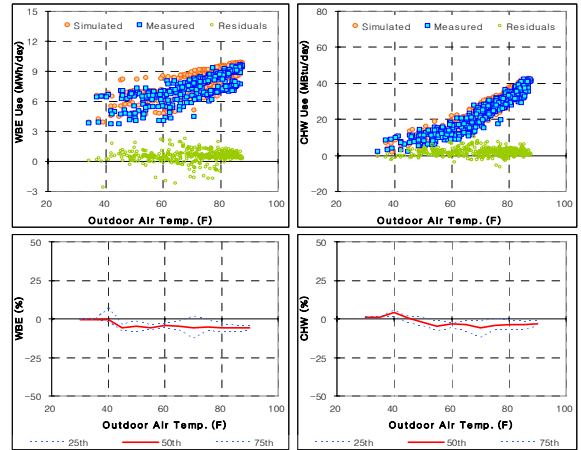 Simulated Measured Residuals
WBE Use (MWh/day)
15
12
9
6
3
0
−3
20 40 60 80 100
Outdoor Air Temp. (F)
Simulated Measured Residuals
CHW Use (MBtu/day)
80
60
40
20
0
−20
20 40 60 80 100
Outdoor Air Temp. (F)
WBE (%)
50
25
0
−25
−50
20 40 60 80 100
Outdoor Air Temp. (F)
25th 50th 75th
CHW (%)
50
25
0
−25
−50
20 40 60 80 100
Outdoor Air Temp. (F)
25th 50th 75th